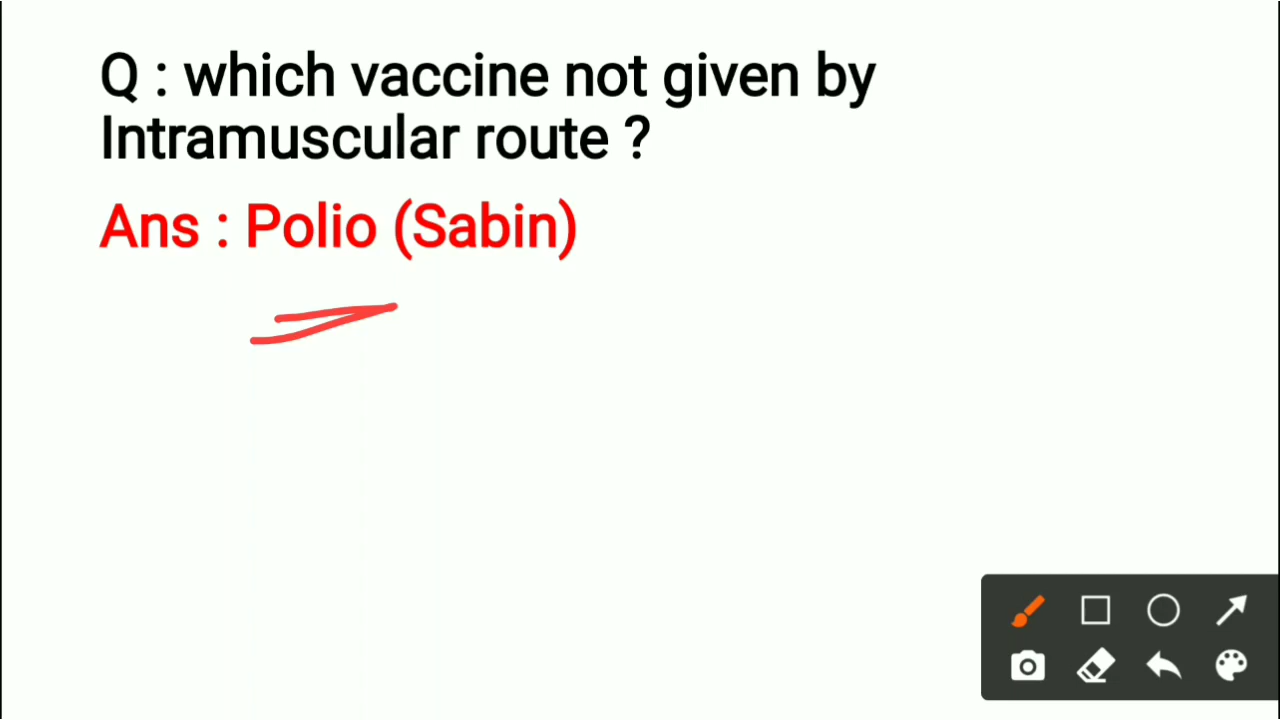 Q : which vaccine not given by
Intramuscular route ?
Ans : Polio (Sabin)